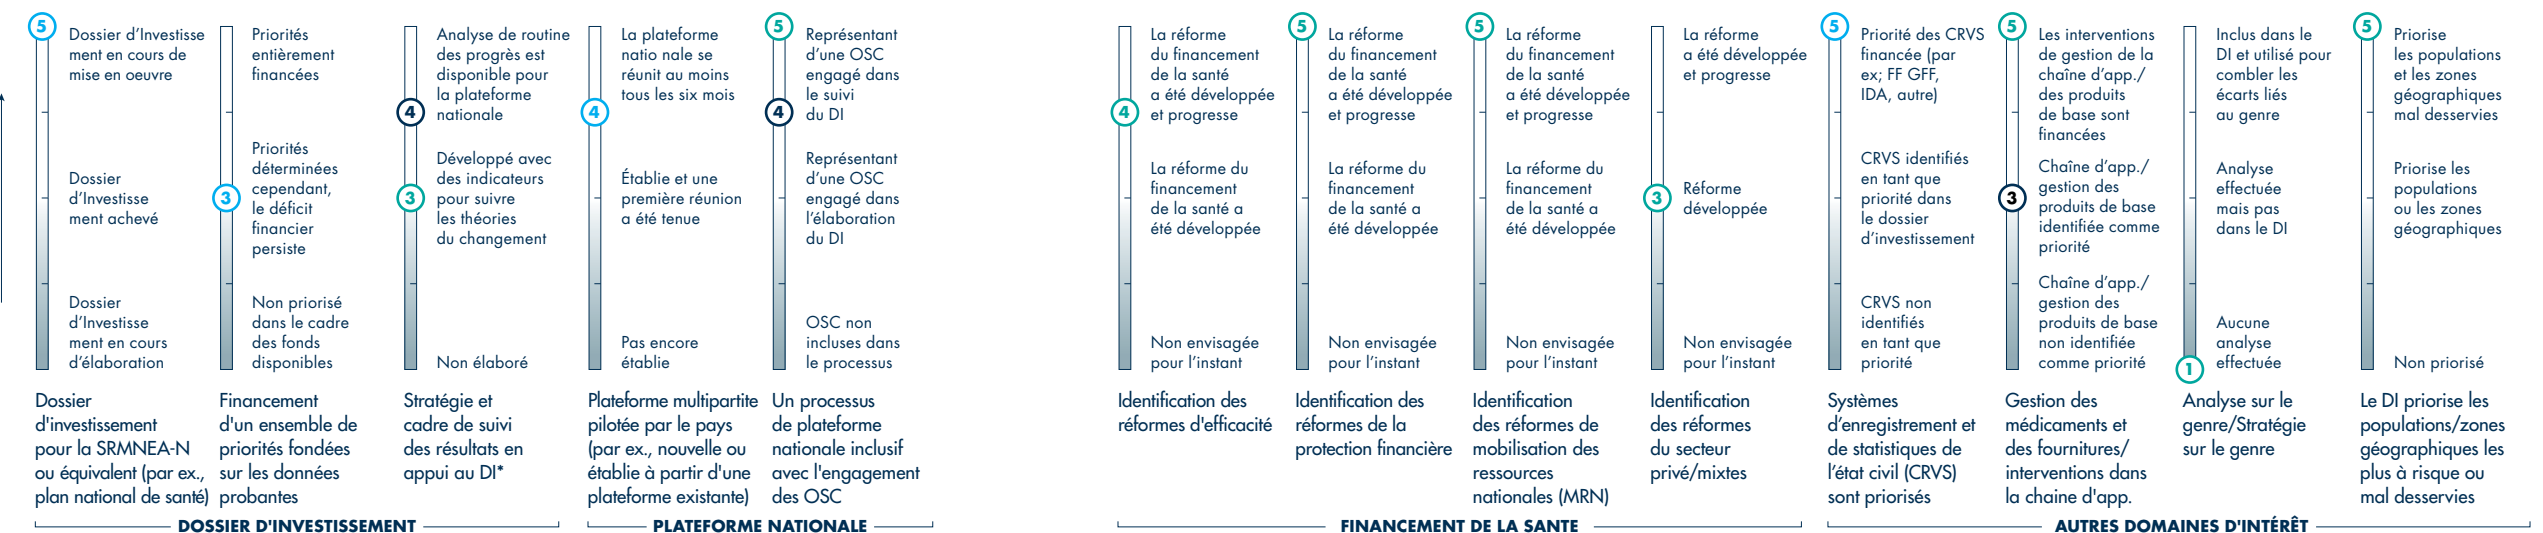 5
Dossier d’Investisse
ment en cours de
mise en oeuvre
Dossier
d’Investisse
ment achevé
Dossier
d’Investisse
ment en cours
d’élaboration
Dossier
d'investissement
pour la SRMNEA-N
ou équivalent (par ex.,
plan national de santé)
Priorités
entièrement
financées
Priorités
déterminées
cependant,
3
le déficit
financier
persiste
Non priorisé
dans le cadre
des fonds
disponibles
Financement
d'un ensemble de
priorités fondées
sur les données
probantes
Analyse de routine
des progrès est
disponible pour
la plateforme
4
nationale
Développé avec
des indicateurs
3
pour suivre
les théories
du changement
Non élaboré
Stratégie et
cadre de suivi
des résultats en
appui au DI*
DOSSIER D'INVESTISSEMENT
La plateforme
natio nale se
réunit au moins
tous les six mois
4
Établie et une
première réunion
a été tenue
Pas encore
établie
Plateforme multipartite
pilotée par le pays
(par ex., nouvelle ou
établie à partir d'une
plateforme existante)
5
Représentant
d’une OSC
engagé dans
le suivi
4
du DI
Représentant
d’une OSC
engagé dans
l’élaboration
du DI
OSC non
incluses dans
le processus
Un processus
de plateforme
nationale inclusif
avec l'engagement
des OSC
PLATEFORME NATIONALE
La réforme
du financement
de la santé
a été développée
4
et progresse
La réforme du
financement
de la santé a
été développée
Non envisagée
pour l’instant
Identification des
réformes d'efficacité
5
La réforme
du financement
de la santé
a été développée
et progresse
La réforme du
financement
de la santé a
été développée
Non envisagée
pour l’instant
Identification des
réformes de la
protection financière
5
La réforme
du financement
de la santé
a été développée
et progresse
La réforme du
financement
de la santé a
été développée
Non envisagée
pour l’instant
Identification
des réformes de
mobilisation des
ressources
nationales (MRN)
La réforme
a été développée
et progresse
3
Réforme
développée
Non envisagée
pour l’instant
Identification
des réformes
du secteur
privé/mixtes
FINANCEMENT DE LA SANTE
5
Priorité des CRVS
financée (par
ex; FF GFF,
IDA, autre)
CRVS identifiés
en tant que
priorité dans
le dossier
d’investissement
CRVS non
identifiés
en tant que
priorité
Systèmes
d’enregistrement et
de statistiques de
l’état civil (CRVS)
sont priorisés
5
Les interventions
de gestion de la
chaîne d’app./
des produits
de base sont
financées
Chaîne d’app./
gestion des
3
produits de base
identifiée comme
priorité
Chaîne d’app./
gestion des
produits de base
non identifiée
comme priorité
Gestion des
médicaments et
des fournitures/
interventions dans
la chaine d'app.
Inclus dans le
DI et utilisé pour
combler les
écarts liés
au genre
Analyse
effectuée
mais pas
dans le DI
Aucune
analyse
effectuée
1
Analyse sur le
genre/Stratégie
sur le genre
5
Priorise
les populations
et les zones
géographiques
mal desservies
Priorise les
populations
ou les zones
géographiques
Non priorisé
Le DI priorise les
populations/zones
géographiques les
plus à risque ou
mal desservies
AUTRES DOMAINES D'INTÉRÊT